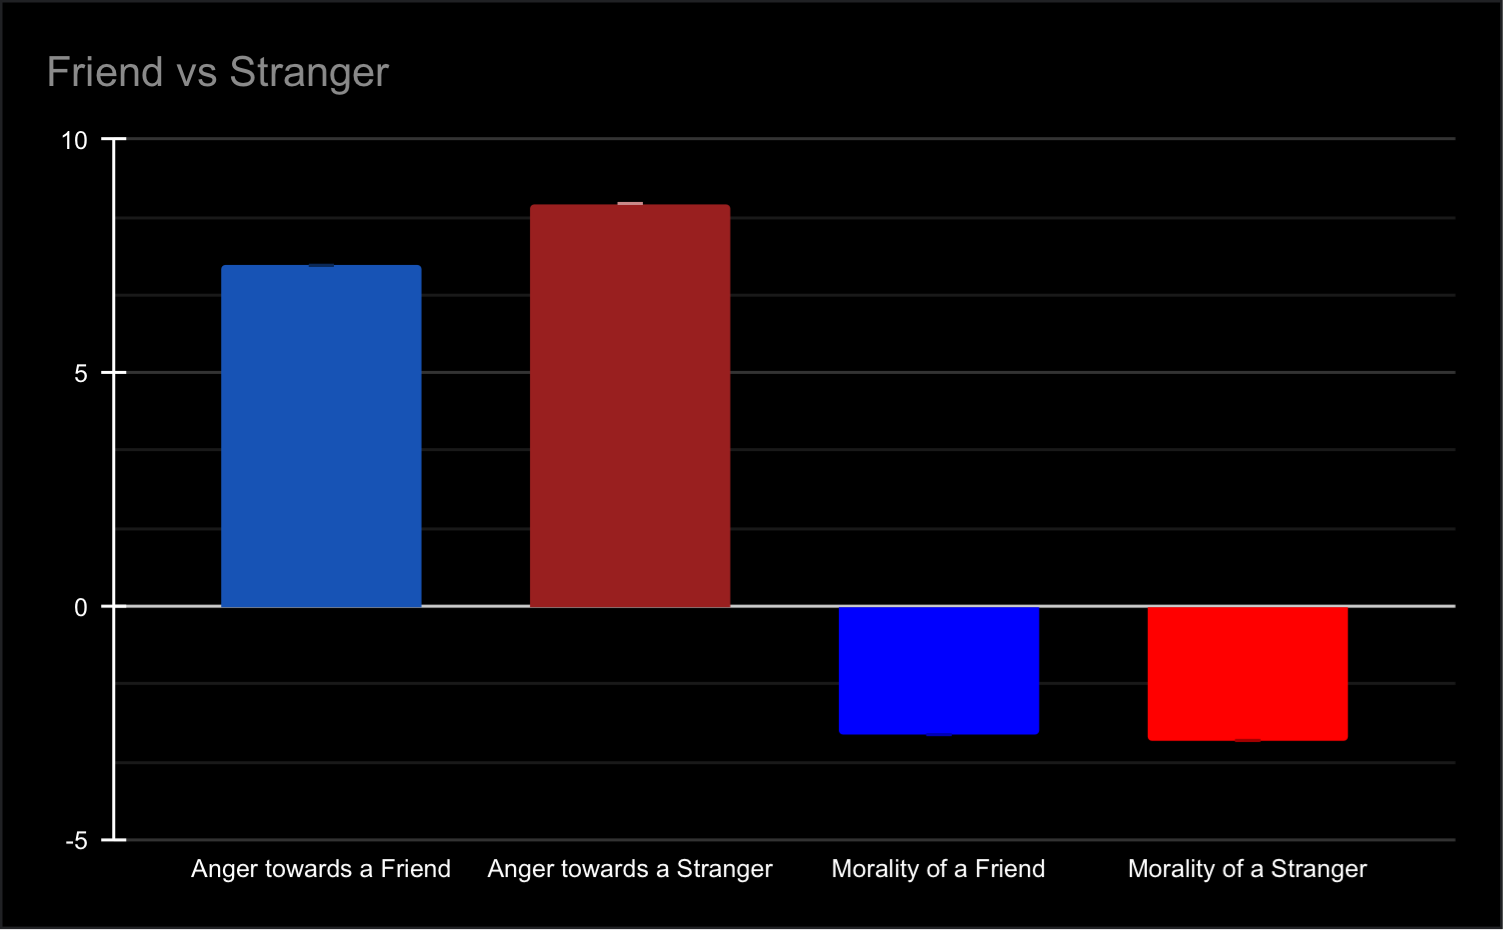 Friend vs Stranger
10
5
0
-5
Anger towards a Friend
Anger towards a Stranger
Morality of a Friend
Morality of a Stranger